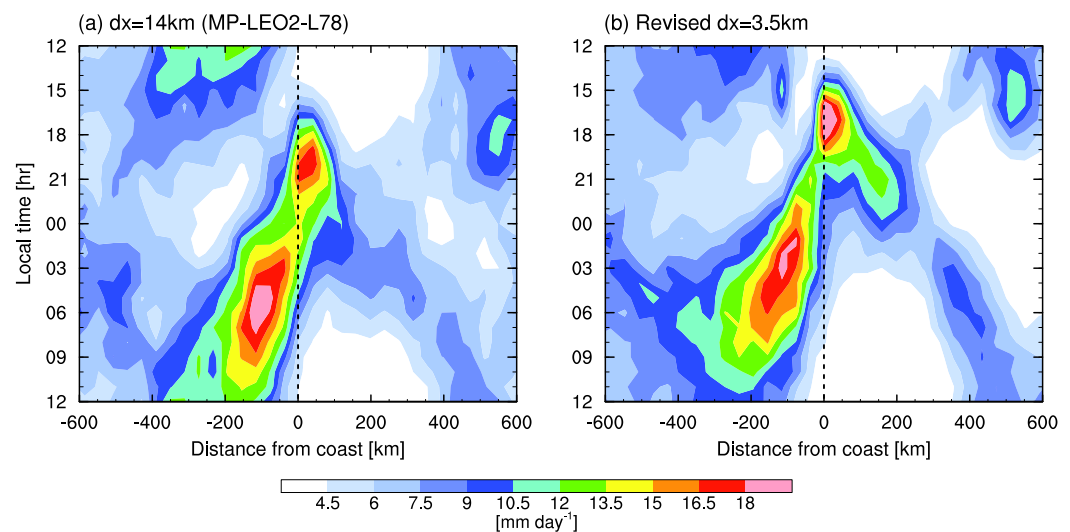 (a) dx=14km (MP-LEO2-L78)
(b) Revised dx=3.5km
Local time [hr]
12
15
18
21
00
03
06
09
12
12
15
18
21
00
03
06
09
12
-600 -400 -200 0 200 400 600
-600 -400 -200 0 200 400 600
Distance from coast [km]
Distance from coast [km]
4.5 6 7.5 9 10.5 12 13.5 15 16.5 18
[mm day⁻¹]